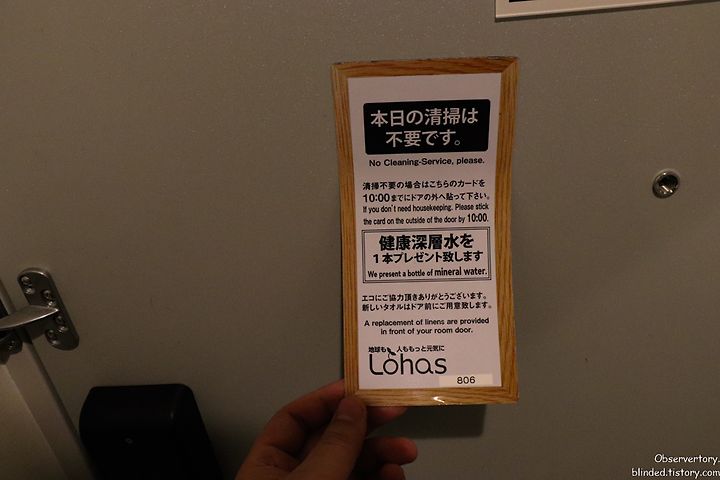 本日の清掃は
不要です。
No Cleaning-Service, please.
清掃不要の場合はこちらのカードを
10:00までにドアの外へ貼って下さい。
If you don't need housekeeping. Please stick
the card on the outside of the door by 10:00.
健康深層水を
1本プレゼント致します
We present a bottle of mineral water.
エコにご協力頂きありがとうございます。
新しいタオルはドア前にご用意致します。
A replacement of linens are provided
in front of your room door.
地球も 人ももっと元気に
Lohas
806
Observertory.
blinded.tistory.com